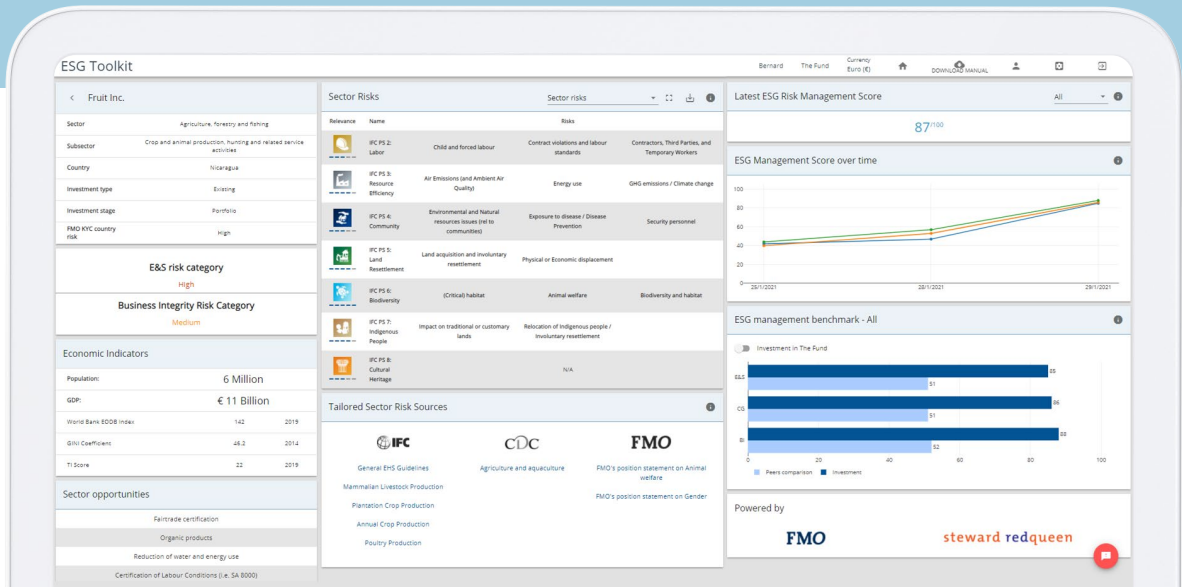 ESG Toolkit
Bernard
The Fund
Currency
Euro (€)
DOWNLOAD MANUAL
Fruit Inc.
Sector
Agriculture, forestry and fishing
Subsector
Crop and animal production, hunting and related service
activities
Country
Nicaragua
Investment type
Existing
Investment stage
Portfolio
FMO KYC country
risk
High
E&S risk category
High
Business Integrity Risk Category
Medium
Economic Indicators
Population:
6 Million
GDP:
€ 11 Billion
World Bank EODB Index
142
2019
GINI Coefficient
46.2
2014
TI Score
22
2019
Sector opportunities
Fairtrade certification
Organic products
Reduction of water and energy use
Certification of Labour Conditions (i.e. SA 8000)
Sector Risks
Sector risks
Relevance
Name
Risks
IFC PS 2:
Labor
Child and forced labour
Contract violations and labour
standards
Contractors, Third Parties, and
Temporary Workers
IFC PS 3:
Resource
Efficiency
Air Emissions (and Ambient Air
Quality)
Energy use
GHG emissions / Climate change
IFC PS 4:
Community
Environmental and Natural
resources issues (rel to
communities)
Exposure to disease / Disease
Prevention
Security personnel
IFC PS 5:
Land
Resettlement
Land acquisition and involuntary
resettlement
Physical or Economic displacement
IFC PS 6:
Biodiversity
(Critical) habitat
Animal welfare
Biodiversity and habitat
IFC PS 7:
Indigenous
People
Impact on traditional or customary
lands
Relocation of Indigenous people /
Involuntary resettlement
IFC PS 8:
Cultural
Heritage
N/A
Tailored Sector Risk Sources
IFC
General EHS Guidelines
Mammalian Livestock Production
Plantation Crop Production
Annual Crop Production
Poultry Production
CDC
Agriculture and aquaculture
FMO
FMO's position statement on Animal
welfare
FMO's position statement on Gender
Latest ESG Risk Management Score
All
87/100
ESG Management Score over time
100
80
60
40
20
0
25/1/2021
28/1/2021
29/1/2021
ESG management benchmark - All
Investment in The Fund
E&S
85
51
CG
86
51
BI
88
52
0
20
40
60
80
100
Peers comparison
Investment
Powered by
FMO
steward redqueen